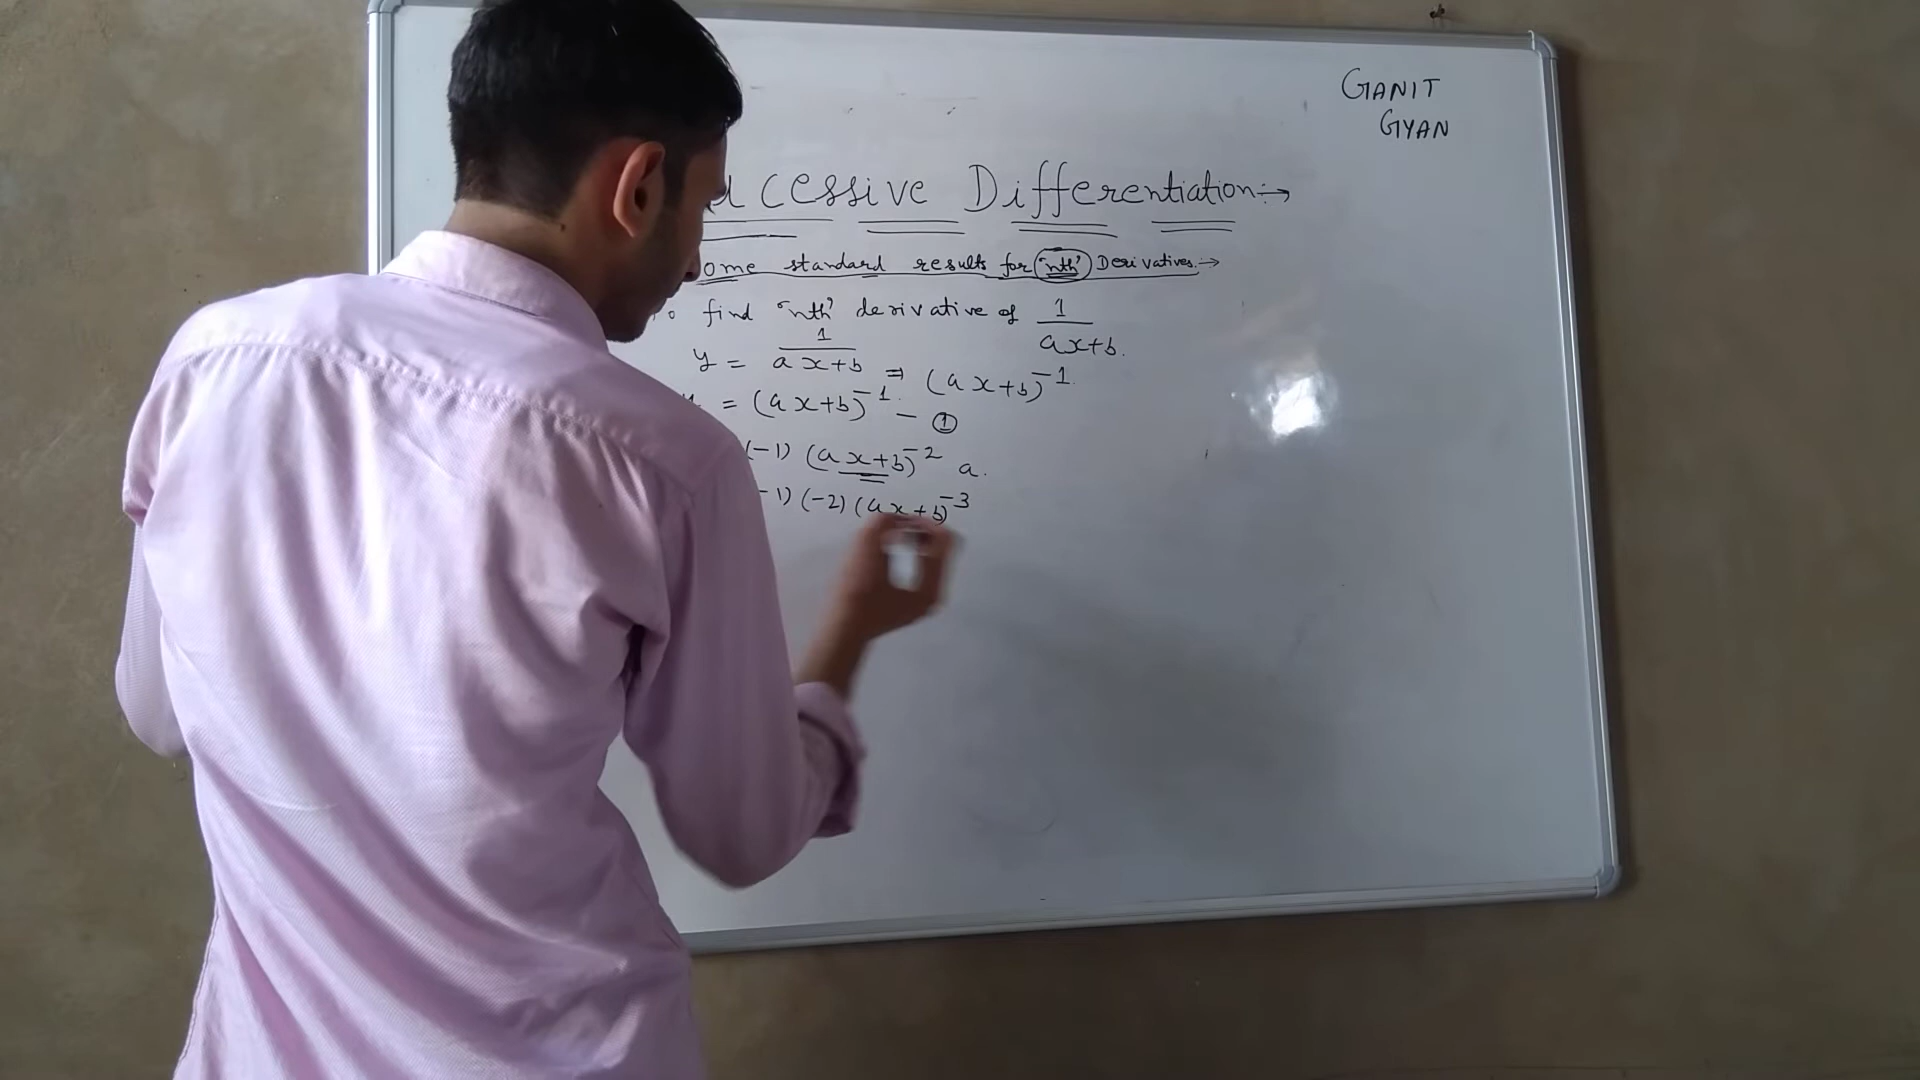 GANIT
GYAN
cessive Differentiation:→
ome standard results for 'nth' Derivatives.→
o find 'nth' derivative of 1/(ax+b).
y = 1/(ax+b) ⇒ (ax+b)⁻¹.
= (ax+b)⁻¹. — ①
(-1) (ax+b)⁻² a.
-1) (-2) (ax+b)⁻³